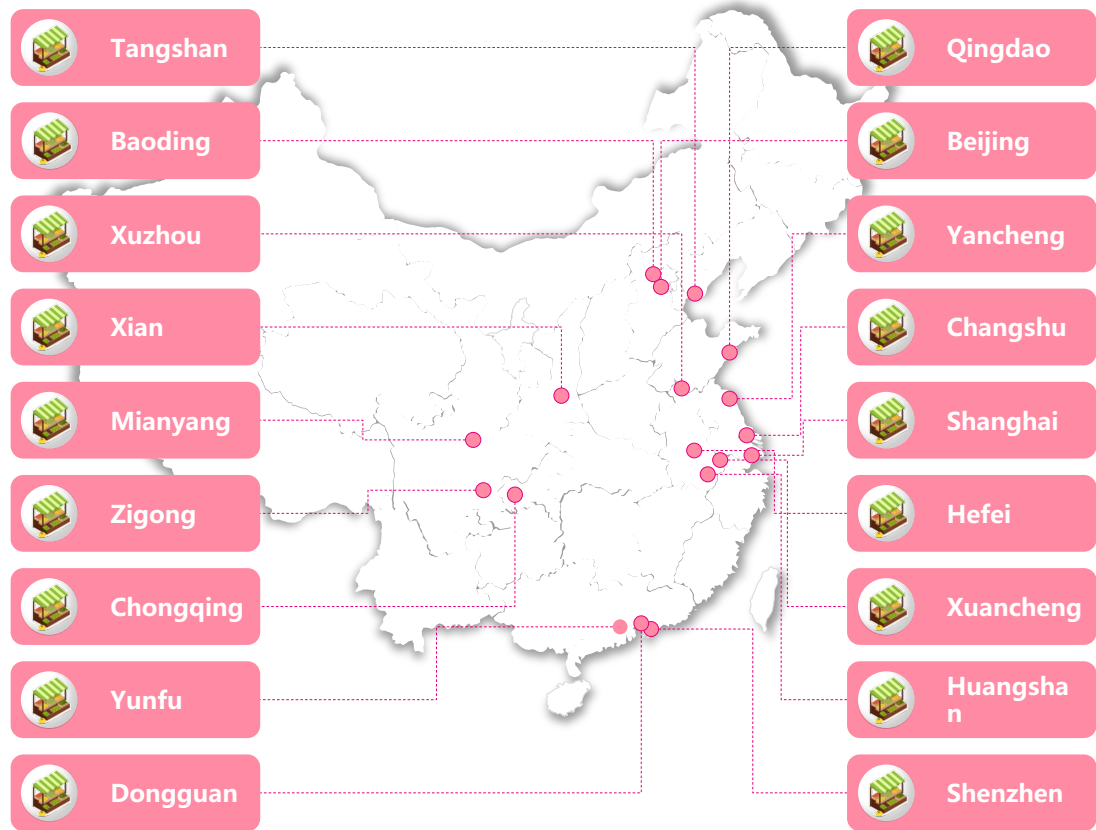 Tangshan
Qingdao
Baoding
Beijing
Xuzhou
Yancheng
Xian
Changshu
Mianyang
Shanghai
Zigong
Hefei
Chongqing
Xuancheng
Yunfu
Huangsha
n
Dongguan
Shenzhen